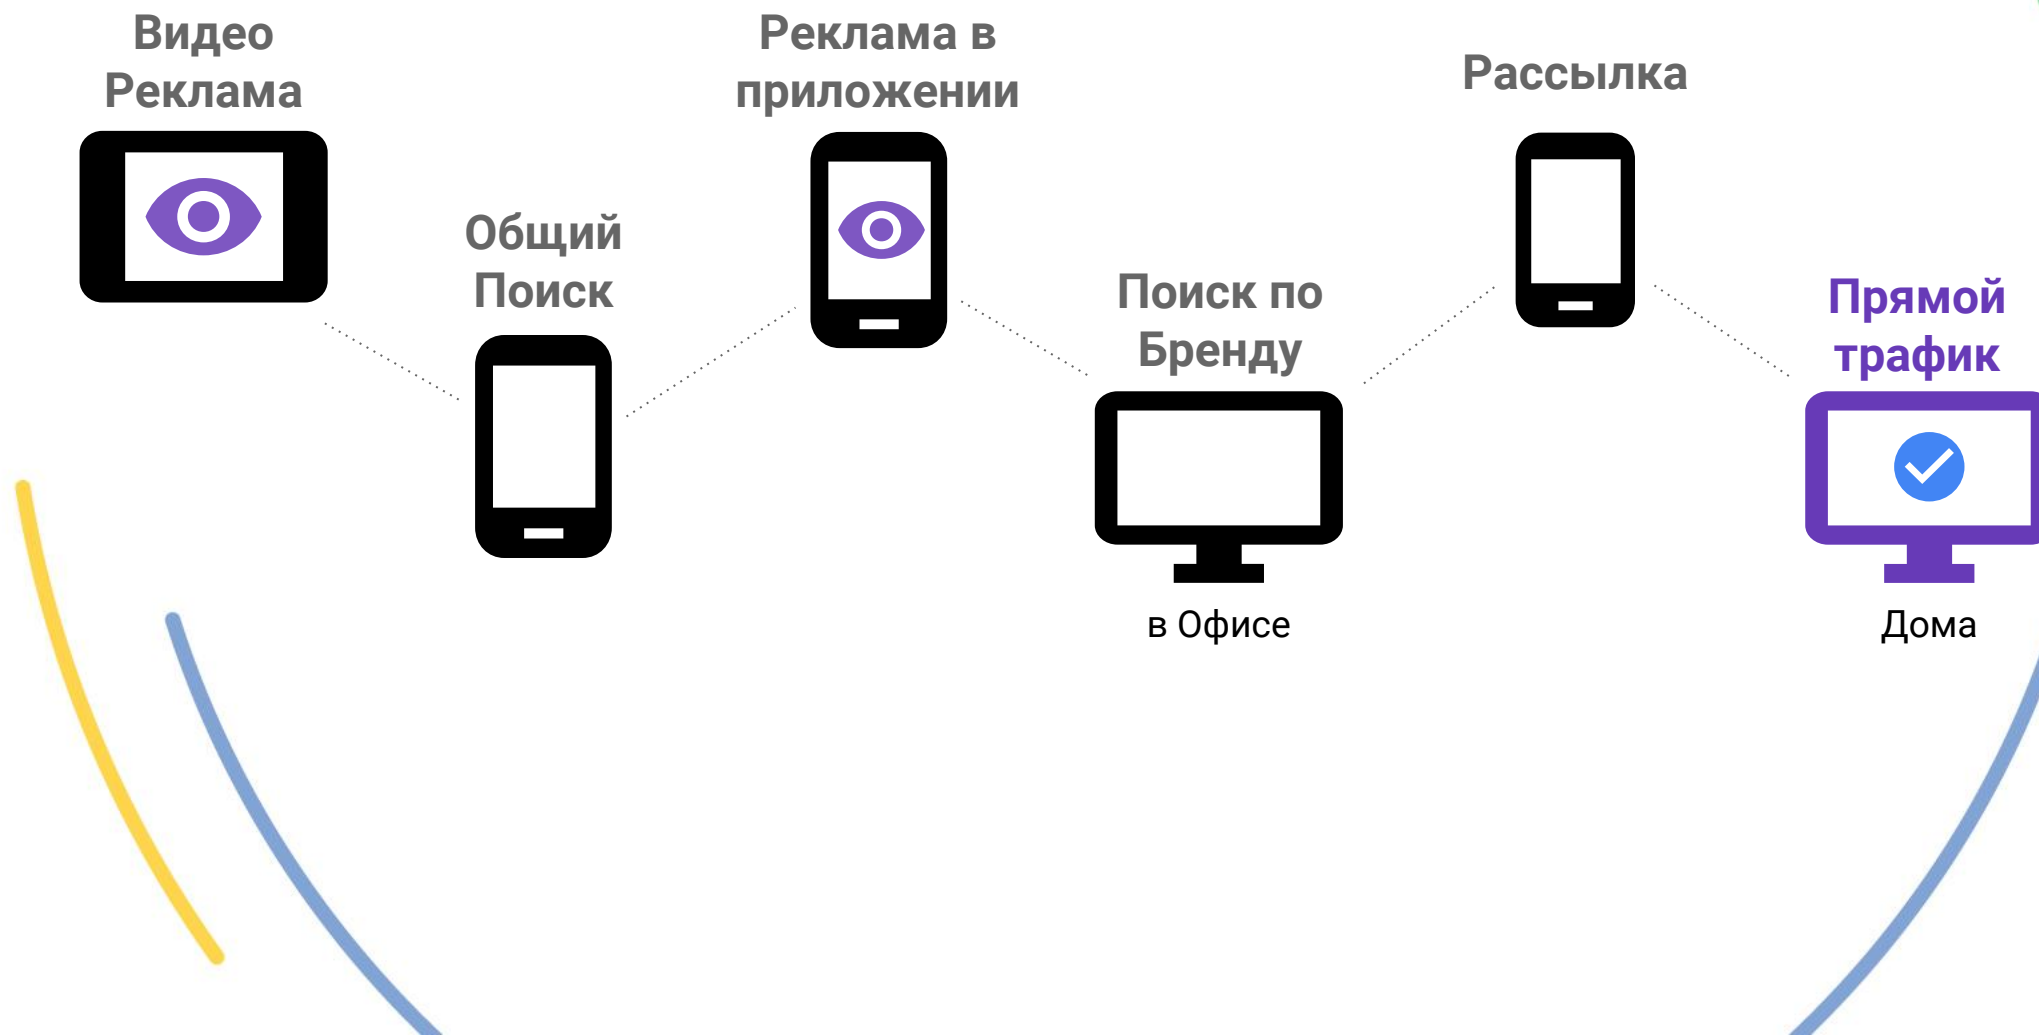 Видео
Реклама
Общий
Поиск
Реклама в
приложении
Поиск по
Бренду
в Офисе
Рассылка
Прямой
трафик
Дома